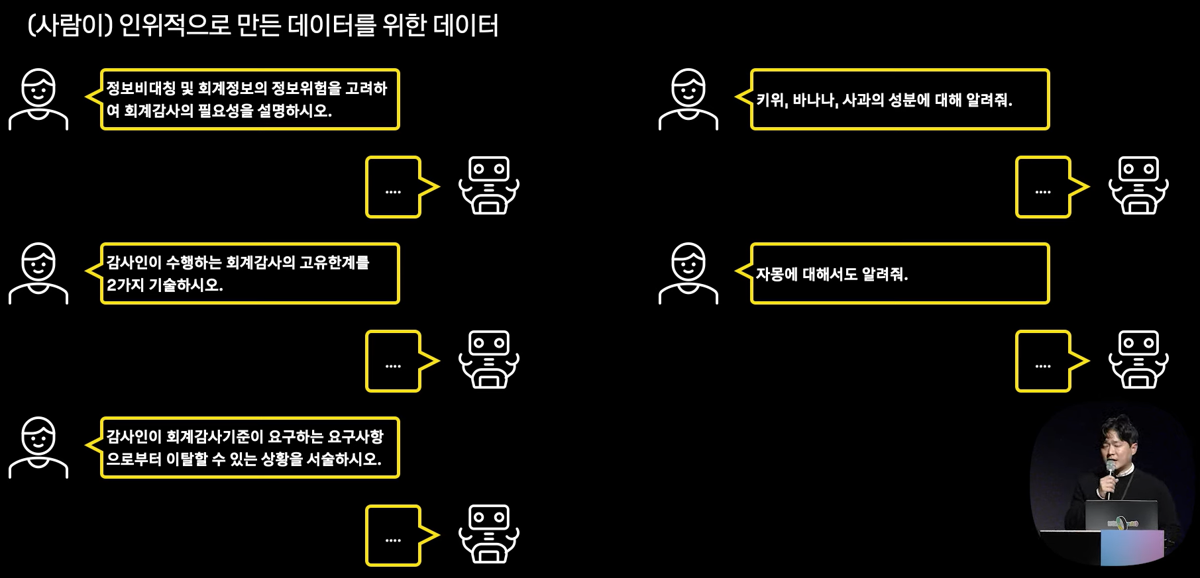 (사람이) 인위적으로 만든 데이터를 위한 데이터
정보비대칭 및 회계정보의 정보위험을 고려하
여 회계감사의 필요성을 설명하시오.
....
감사인이 수행하는 회계감사의 고유한계를
2가지 기술하시오.
....
감사인이 회계감사기준이 요구하는 요구사항
으로부터 이탈할 수 있는 상황을 서술하시오.
....
키위, 바나나, 사과의 성분에 대해 알려줘.
....
자몽에 대해서도 알려줘.
....